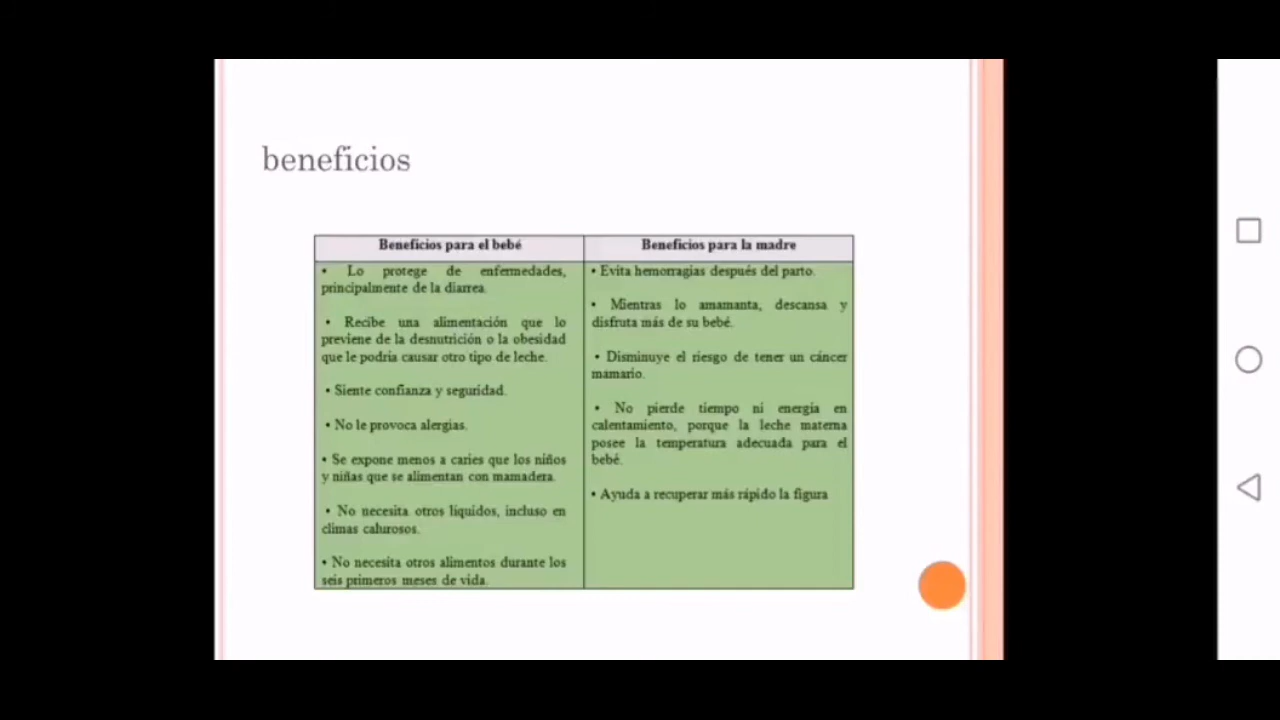 beneficios
Beneficios para el bebé
• Lo protege de enfermedades,
principalmente de la diarrea.
• Recibe una alimentación que lo
previene de la desnutrición o la obesidad
que le podría causar otro tipo de leche.
• Siente confianza y seguridad.
• No le provoca alergias.
• Se expone menos a caries que los niños
y niñas que se alimentan con mamadera.
• No necesita otros líquidos, incluso en
climas calurosos.
• No necesita otros alimentos durante los
seis primeros meses de vida.
Beneficios para la madre
• Evita hemorragias después del parto.
• Mientras lo amamanta, descansa y
disfruta más de su bebé.
• Disminuye el riesgo de tener un cáncer
mamario.
• No pierde tiempo ni energía en
calentamiento, porque la leche materna
posee la temperatura adecuada para el
bebé.
• Ayuda a recuperar más rápido la figura